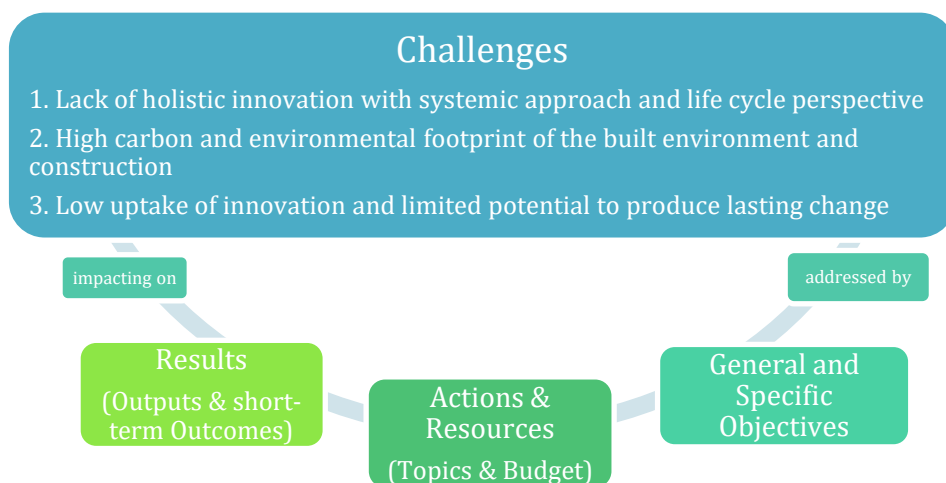 Challenges
1. Lack of holistic innovation with systemic approach and life cycle perspective
2. High carbon and environmental footprint of the built environment and
construction
3. Low uptake of innovation and limited potential to produce lasting change
impacting on
addressed by
Results
(Outputs & short-
term Outcomes)
Actions &
Resources
(Topics & Budget)
General and
Specific
Objectives